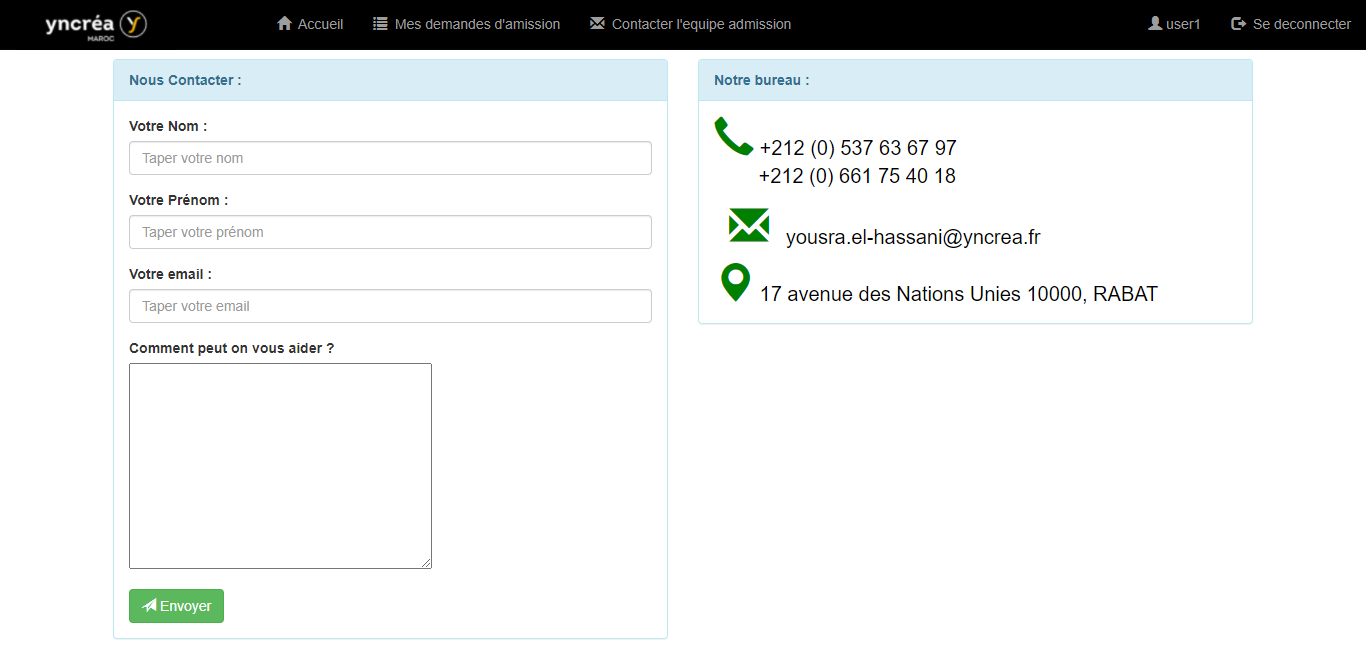 yncréa
MAROC
Accueil
Mes demandes d'amission
Contacter l'equipe admission
user1
Se deconnecter
Nous Contacter :
Votre Nom :
Taper votre nom
Votre Prénom :
Taper votre prénom
Votre email :
Taper votre email
Comment peut on vous aider ?
Envoyer
Notre bureau :
+212 (0) 537 63 67 97
+212 (0) 661 75 40 18
yousra.el-hassani@yncrea.fr
17 avenue des Nations Unies 10000, RABAT